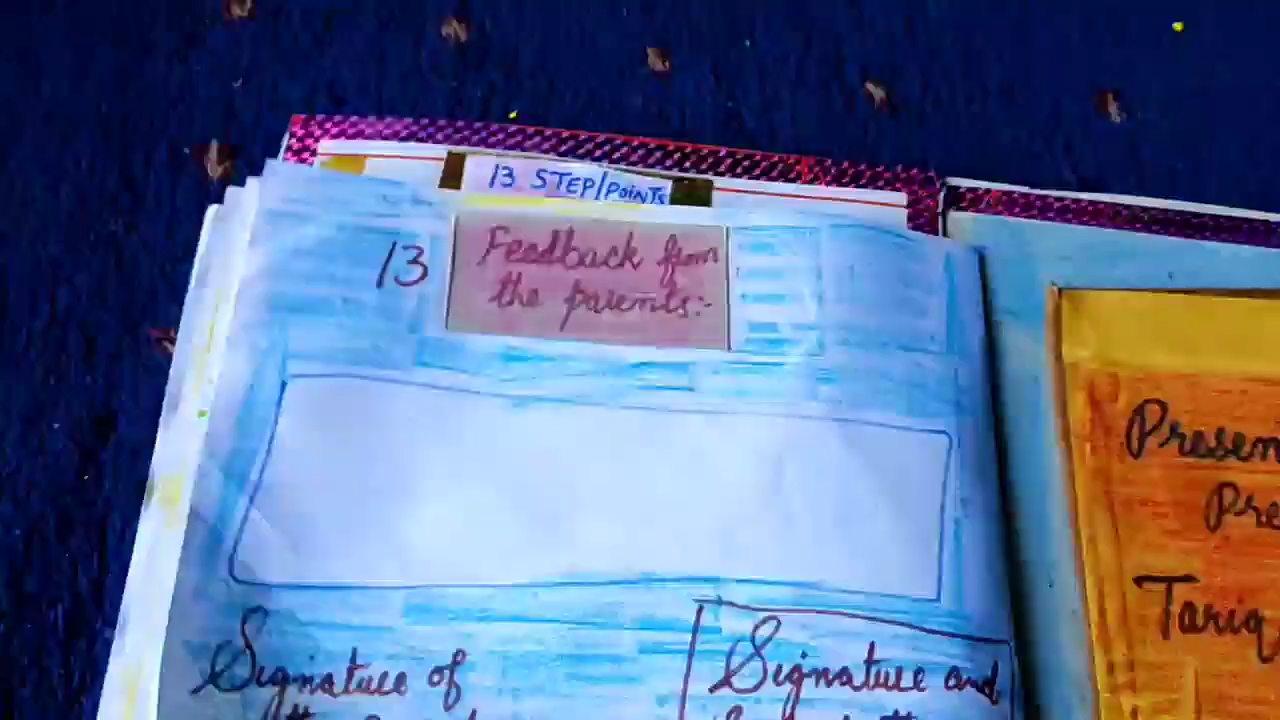 13 STEP/POINTS
13 Feedback from
the parents:-
Signature of
Signature and
Presen
Pre
Tariq